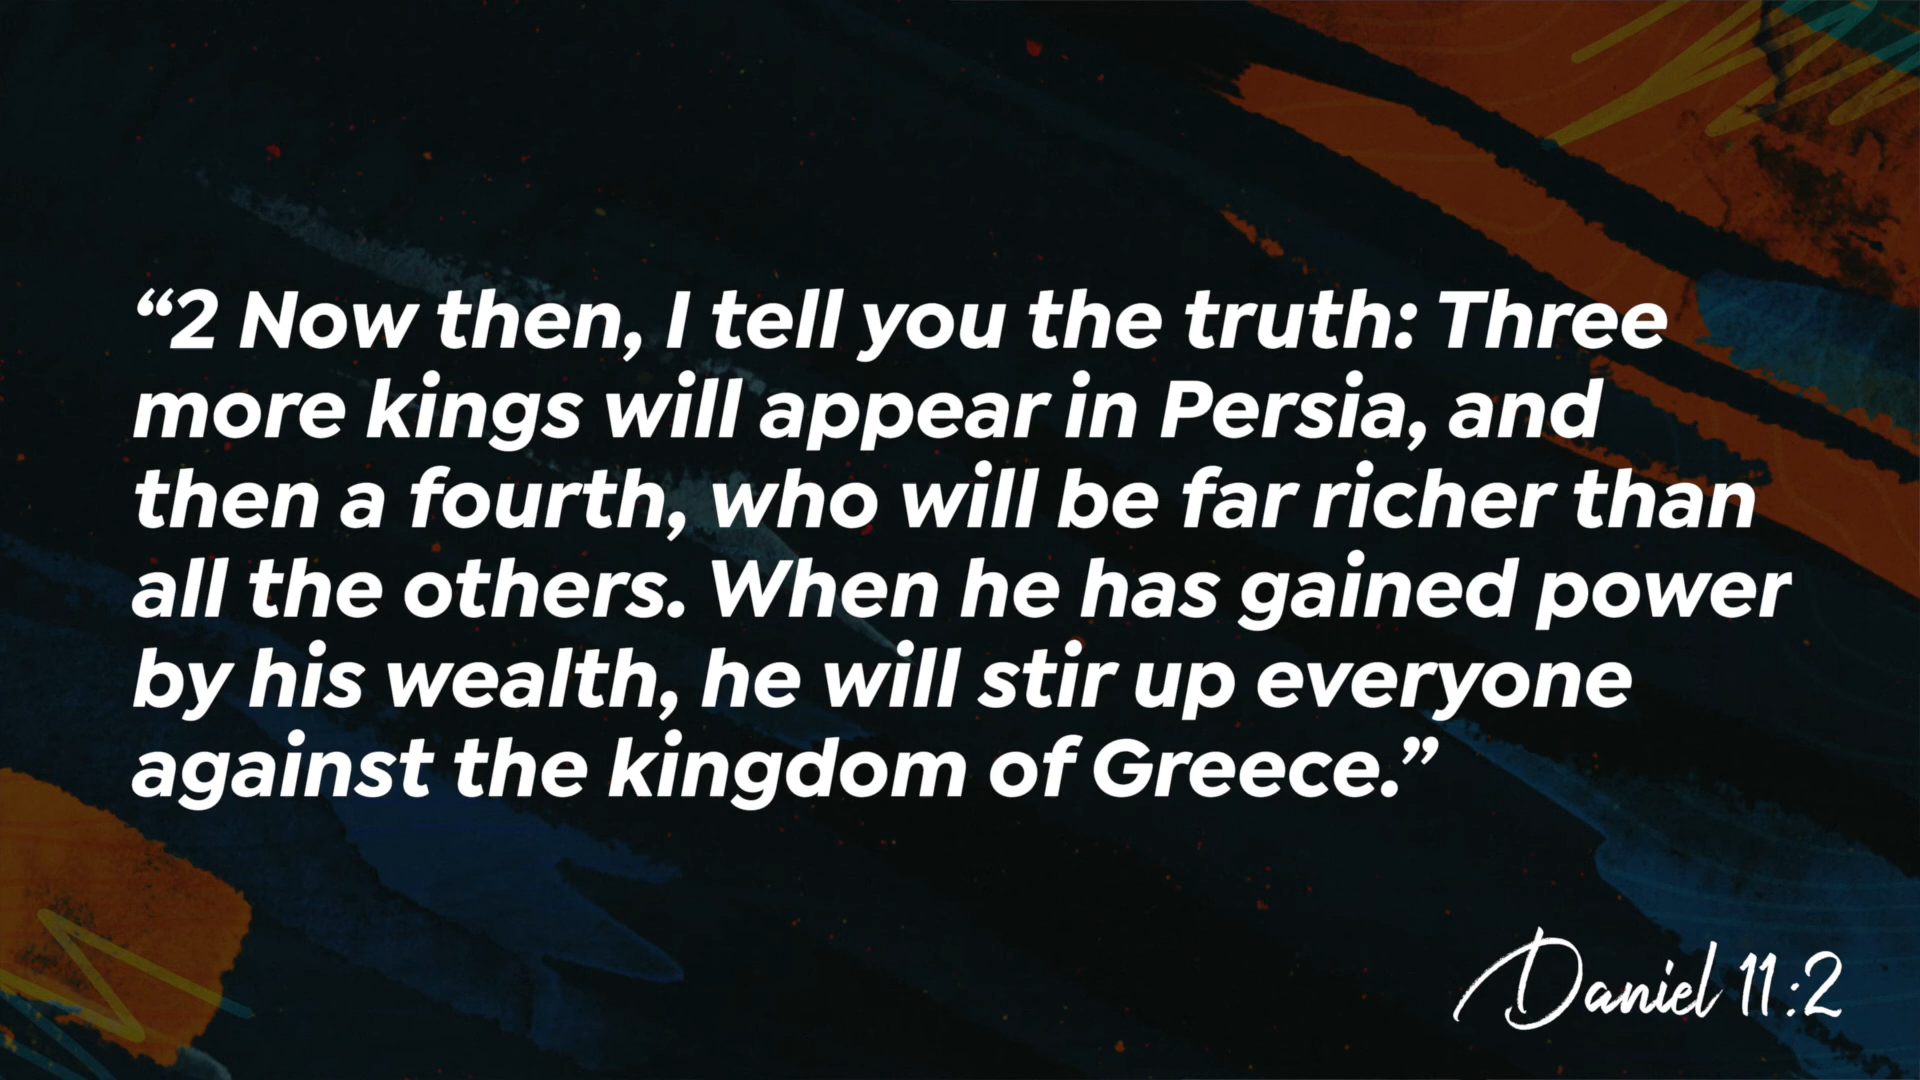 “2 Now then, I tell you the truth: Three
more kings will appear in Persia, and
then a fourth, who will be far richer than
all the others. When he has gained power
by his wealth, he will stir up everyone
against the kingdom of Greece.”
Daniel 11:2